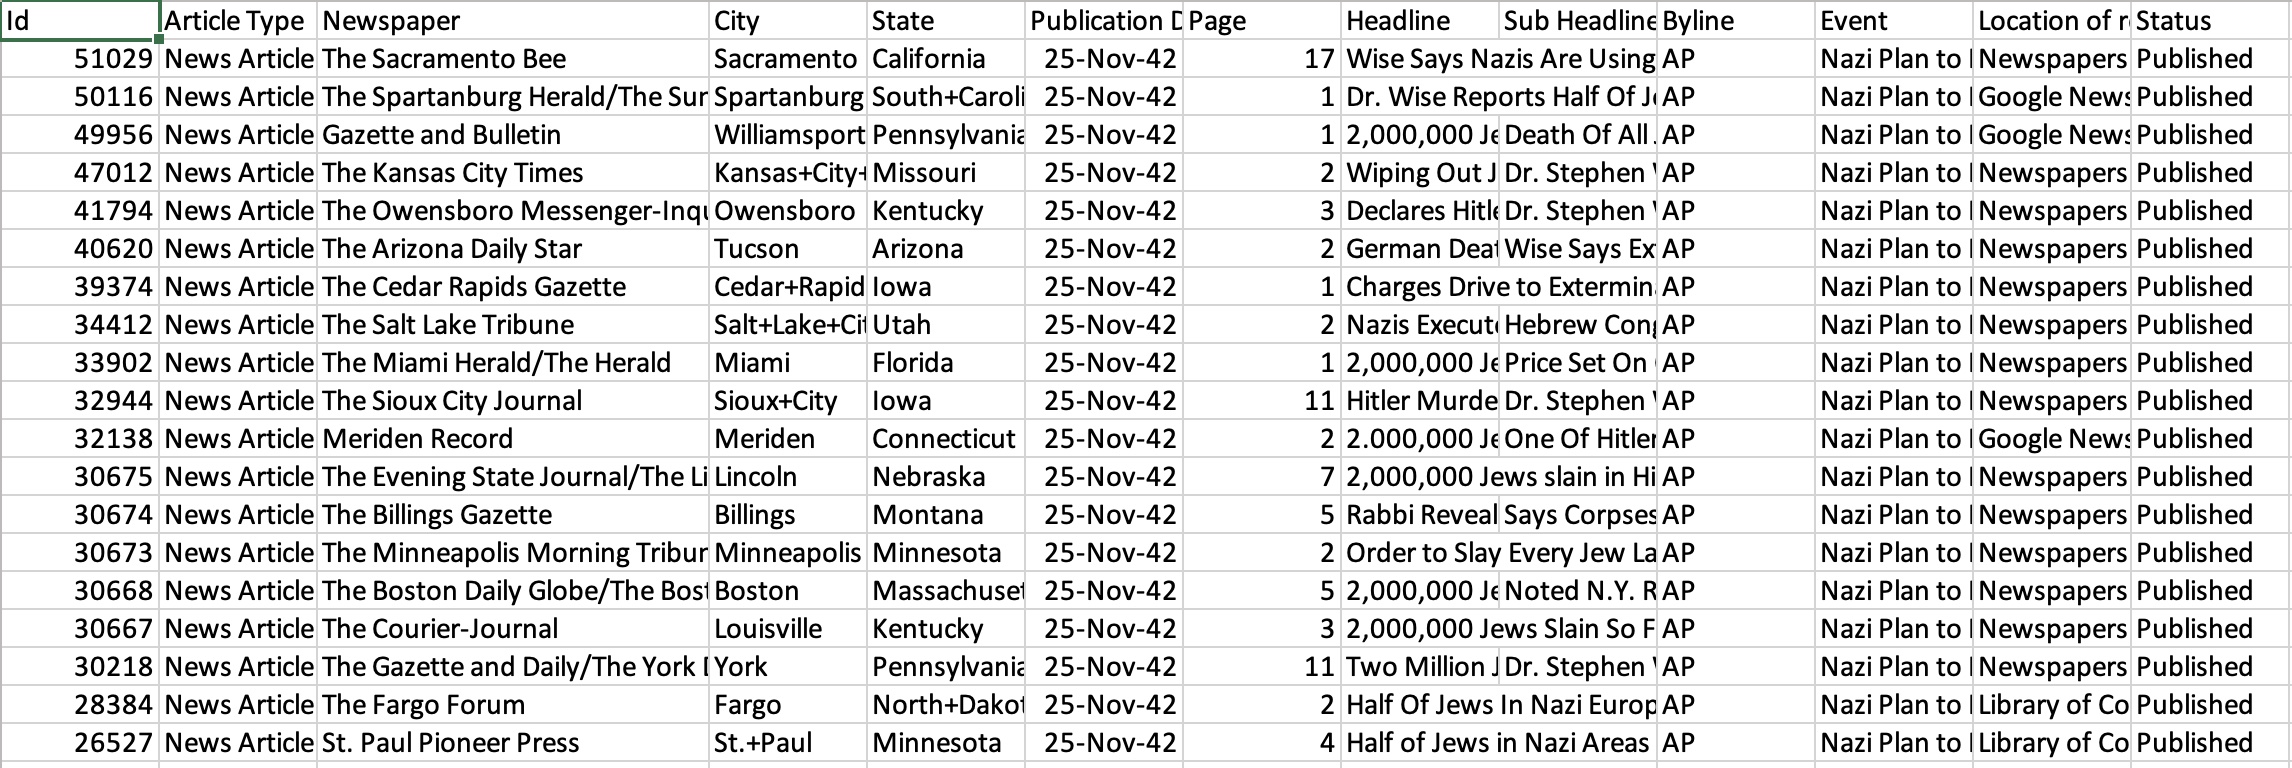 Id Article Type Newspaper City State Publication D Page Headline Sub Headline Byline Event Location of r Status
51029 News Article The Sacramento Bee Sacramento California 25-Nov-42 17 Wise Says Nazis Are Using AP Nazi Plan to Newspapers Published
50116 News Article The Spartanburg Herald/The Sun Spartanburg South+Caroli 25-Nov-42 1 Dr. Wise Reports Half Of J AP Nazi Plan to Google News Published
49956 News Article Gazette and Bulletin Williamsport Pennsylvania 25-Nov-42 1 2,000,000 Je Death Of All AP Nazi Plan to Google News Published
47012 News Article The Kansas City Times Kansas+City+ Missouri 25-Nov-42 2 Wiping Out J Dr. Stephen AP Nazi Plan to Newspapers Published
41794 News Article The Owensboro Messenger-Inqu Owensboro Kentucky 25-Nov-42 3 Declares Hitle Dr. Stephen AP Nazi Plan to Newspapers Published
40620 News Article The Arizona Daily Star Tucson Arizona 25-Nov-42 2 German Deat Wise Says Ex AP Nazi Plan to Newspapers Published
39374 News Article The Cedar Rapids Gazette Cedar+Rapid Iowa 25-Nov-42 1 Charges Drive to Extermin AP Nazi Plan to Newspapers Published
34412 News Article The Salt Lake Tribune Salt+Lake+Cit Utah 25-Nov-42 2 Nazis Execut Hebrew Cong AP Nazi Plan to Newspapers Published
33902 News Article The Miami Herald/The Herald Miami Florida 25-Nov-42 1 2,000,000 Je Price Set On AP Nazi Plan to Newspapers Published
32944 News Article The Sioux City Journal Sioux+City Iowa 25-Nov-42 11 Hitler Murde Dr. Stephen AP Nazi Plan to Newspapers Published
32138 News Article Meriden Record Meriden Connecticut 25-Nov-42 2 2.000,000 Je One Of Hitler AP Nazi Plan to Google News Published
30675 News Article The Evening State Journal/The Li Lincoln Nebraska 25-Nov-42 7 2,000,000 Jews slain in Hi AP Nazi Plan to Newspapers Published
30674 News Article The Billings Gazette Billings Montana 25-Nov-42 5 Rabbi Reveal Says Corpses AP Nazi Plan to Newspapers Published
30673 News Article The Minneapolis Morning Tribun Minneapolis Minnesota 25-Nov-42 2 Order to Slay Every Jew La AP Nazi Plan to Newspapers Published
30668 News Article The Boston Daily Globe/The Bost Boston Massachuset 25-Nov-42 5 2,000,000 Je Noted N.Y. R AP Nazi Plan to Newspapers Published
30667 News Article The Courier-Journal Louisville Kentucky 25-Nov-42 3 2,000,000 Jews Slain So F AP Nazi Plan to Newspapers Published
30218 News Article The Gazette and Daily/The York York Pennsylvania 25-Nov-42 11 Two Million J Dr. Stephen AP Nazi Plan to Newspapers Published
28384 News Article The Fargo Forum Fargo North+Dakot 25-Nov-42 2 Half Of Jews In Nazi Europ AP Nazi Plan to Library of Co Published
26527 News Article St. Paul Pioneer Press St.+Paul Minnesota 25-Nov-42 4 Half of Jews in Nazi Areas AP Nazi Plan to Library of Co Published